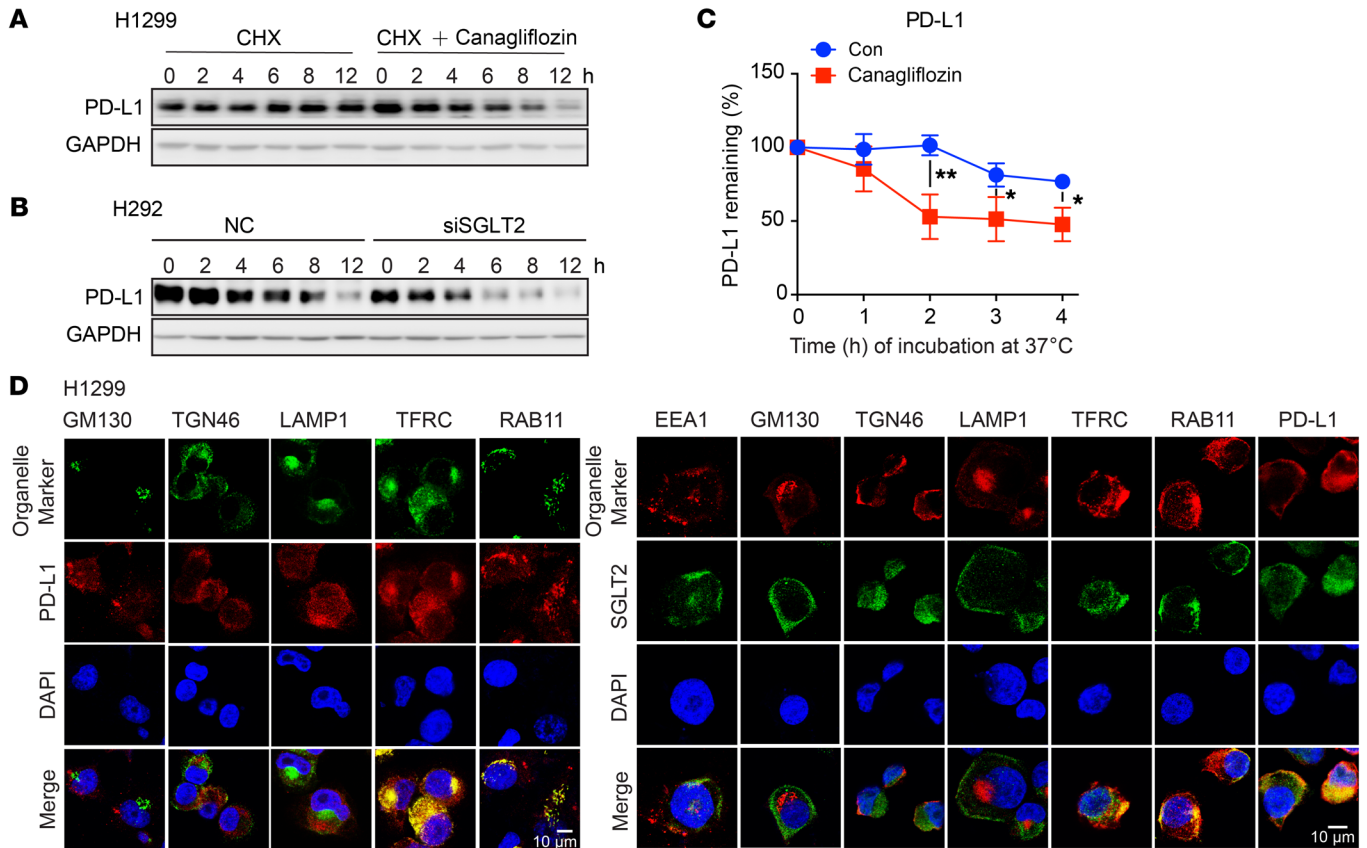 A
H1299
CHX CHX + Canagliflozin
0 2 4 6 8 12 0 2 4 6 8 12 h
PD-L1
GAPDH
B
H292
NC siSGLT2
0 2 4 6 8 12 0 2 4 6 8 12 h
PD-L1
GAPDH
C
PD-L1
Con
Canagliflozin
150
100
50
0
PD-L1 remaining (%)
**
*
*
0 1 2 3 4
Time (h) of incubation at 37°C
D
H1299
GM130 TGN46 LAMP1 TFRC RAB11
Organelle
Marker
PD-L1
DAPI
Merge
10 µm
EEA1 GM130 TGN46 LAMP1 TFRC RAB11 PD-L1
Organelle
Marker
SGLT2
DAPI
Merge
10 µm